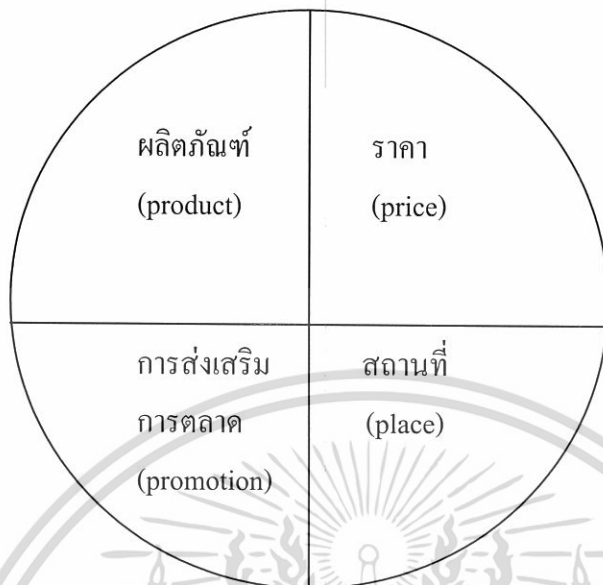 ผลิตภัณฑ์
(product)
ราคา
(price)
การส่งเสริม
การตลาด
(promotion)
สถานที่
(place)